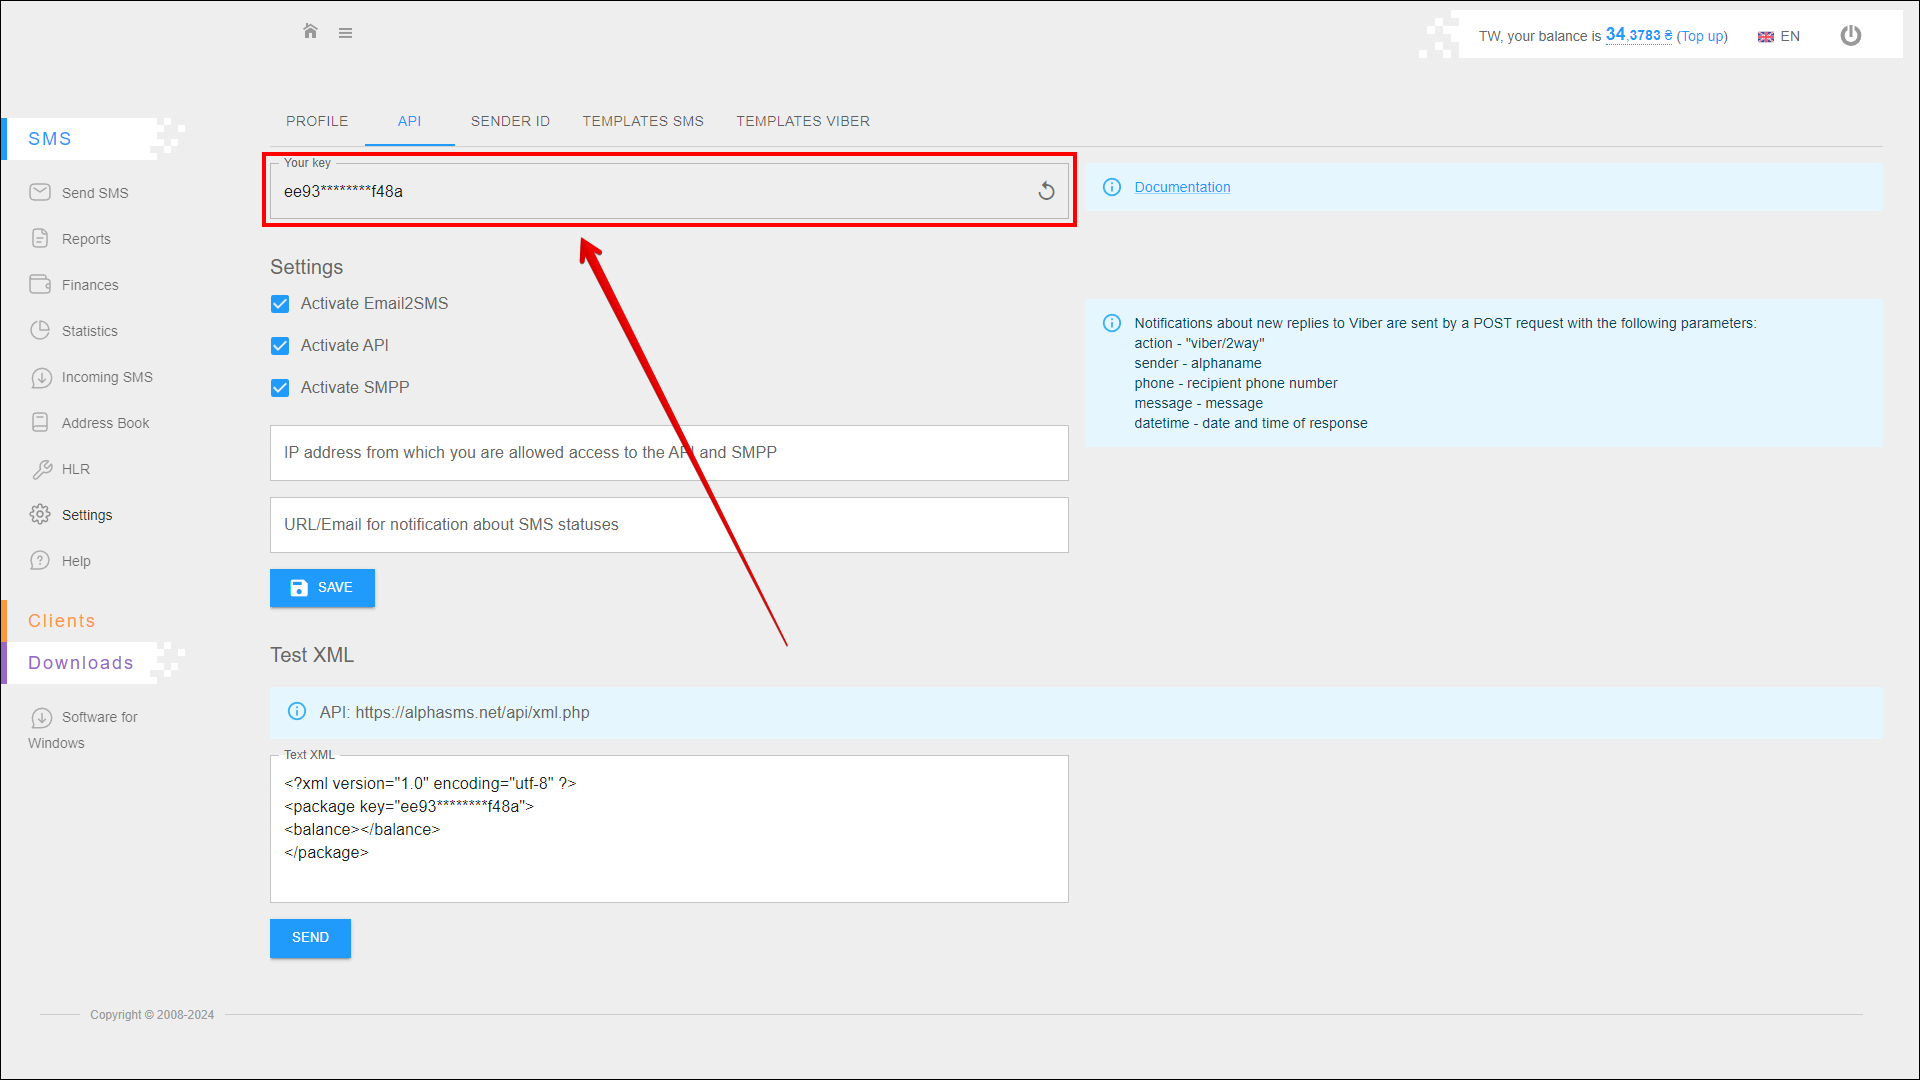 TW, your balance is 34,3783 ₴ (Top up)
EN
SMS
Send SMS
Reports
Finances
Statistics
Incoming SMS
Address Book
HLR
Settings
Help
Clients
Downloads
Software for
Windows
PROFILE API SENDER ID TEMPLATES SMS TEMPLATES VIBER
Your key
ee93********f48a
Documentation
Settings
Activate Email2SMS
Activate API
Activate SMPP
Notifications about new replies to Viber are sent by a POST request with the following parameters:
action - "viber/2way"
sender - alphaname
phone - recipient phone number
message - message
datetime - date and time of response
IP address from which you are allowed access to the API and SMPP
URL/Email for notification about SMS statuses
SAVE
Test XML
API: https://alphasms.net/api/xml.php
Text XML
<?xml version="1.0" encoding="utf-8" ?>
<package key="ee93********f48a">
<balance></balance>
</package>
SEND
Copyright © 2008-2024